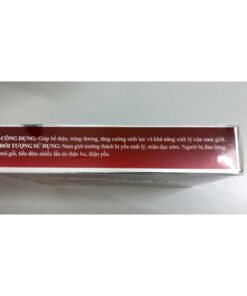 CÔNG DỤNG: Giúp bổ thận, tráng dương, tăng cường sinh lực và khả năng sinh lý của nam giới.
ĐỐI TƯỢNG SỬ DỤNG: Nam giới trưởng thành bị yếu sinh lý, mãn dục sớm. Người bị đau lưng,
mỏi gối, tiểu đêm nhiều lần do thận hư, thận yếu.